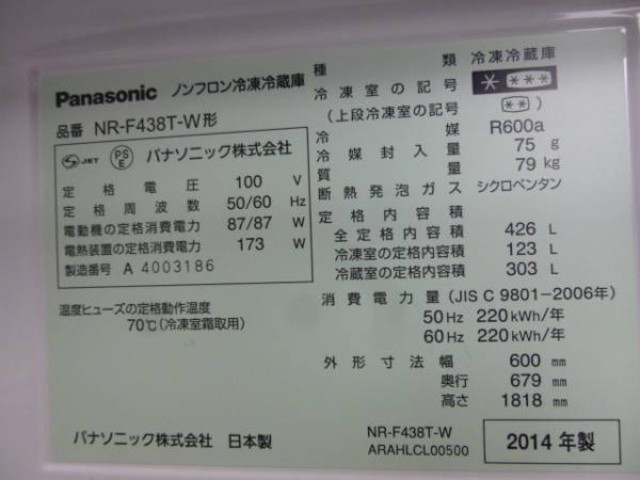 Panasonic ノンフロン冷凍冷蔵庫
品番 NR-F438T-W形
JET PSE パナソニック株式会社
定格電圧 100 V
定格周波数 50/60 Hz
電動機の定格消費電力 87/87 W
電熱装置の定格消費電力 173 W
製造番号 A 4003186
温度ヒューズの定格動作温度
70℃(冷凍室霜取用)
パナソニック株式会社 日本製
種類 冷凍冷蔵庫
冷凍室の記号 * ***
(上段冷凍室の記号 **)
冷媒 R600a
冷媒封入量 75 g
質量 79 kg
断熱発泡ガス シクロペンタン
定格内容積
全定格内容積 426 L
冷凍室の定格内容積 123 L
冷蔵室の定格内容積 303 L
消費電力量(JIS C 9801-2006年)
50Hz 220kWh/年
60Hz 220kWh/年
外形寸法幅 600 mm
奥行 679 mm
高さ 1818 mm
NR-F438T-W
ARAHLCL00500
2014年製